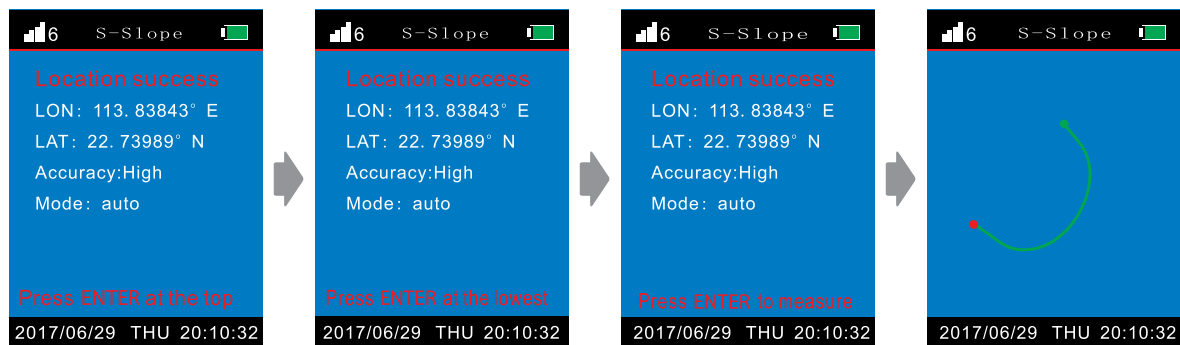 6 S-Slope
Location success
LON: 113.83843° E
LAT: 22.73989° N
Accuracy:High
Mode: auto
Press ENTER at the top
2017/06/29 THU 20:10:32
6 S-Slope
Location success
LON: 113.83843° E
LAT: 22.73989° N
Accuracy:High
Mode: auto
Press ENTER at the lowest
2017/06/29 THU 20:10:32
6 S-Slope
Location success
LON: 113.83843° E
LAT: 22.73989° N
Accuracy:High
Mode: auto
Press ENTER to measure
2017/06/29 THU 20:10:32
6 S-Slope
2017/06/29 THU 20:10:32